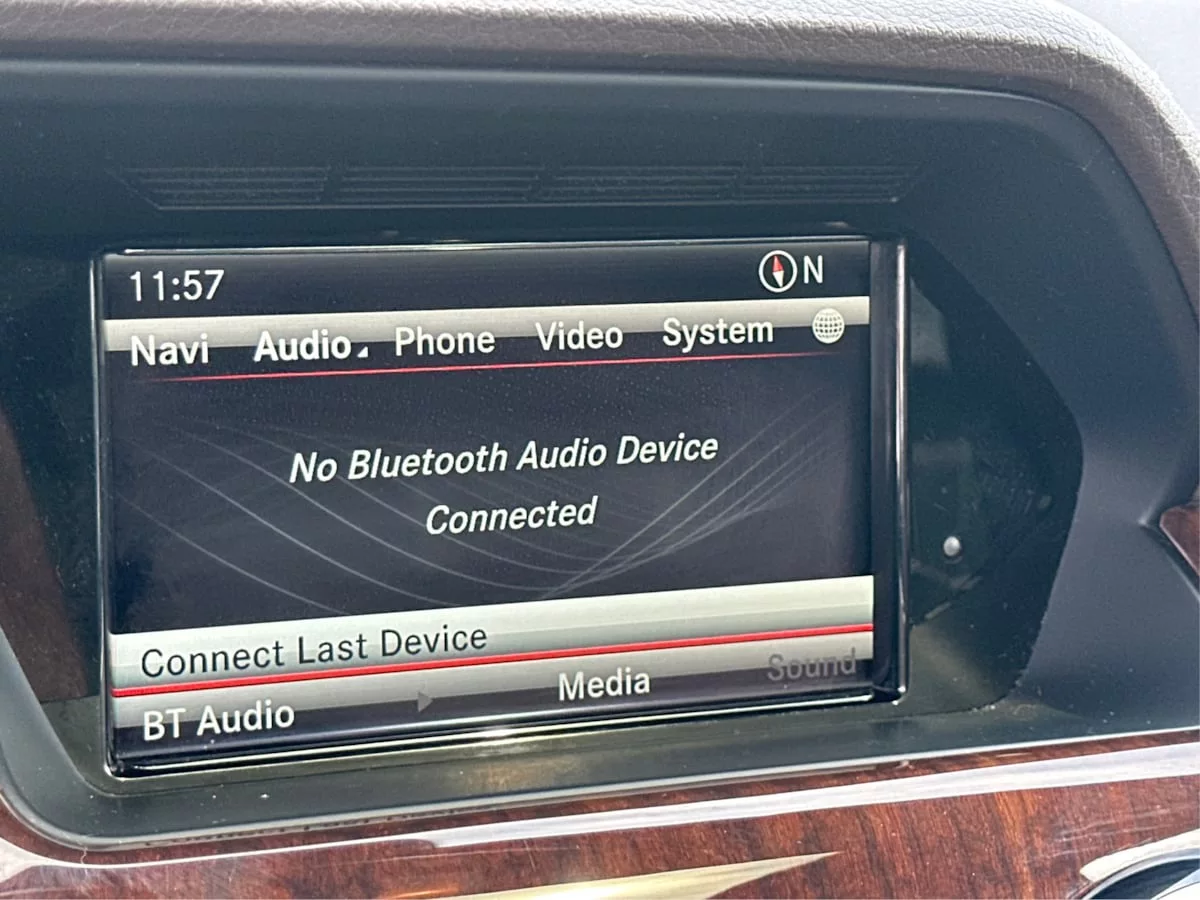 11:57 N
Navi Audio Phone Video System
No Bluetooth Audio Device
Connected
Connect Last Device
BT Audio Media Sound